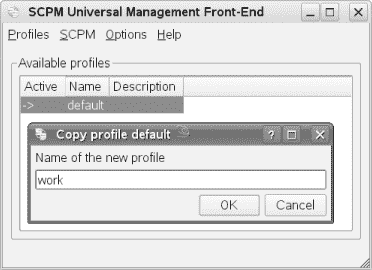 SCPM Universal Management Front-End
Profiles SCPM Options Help
Available profiles
Active Name Description
-> default
Copy profile default
Name of the new profile
work
OK Cancel